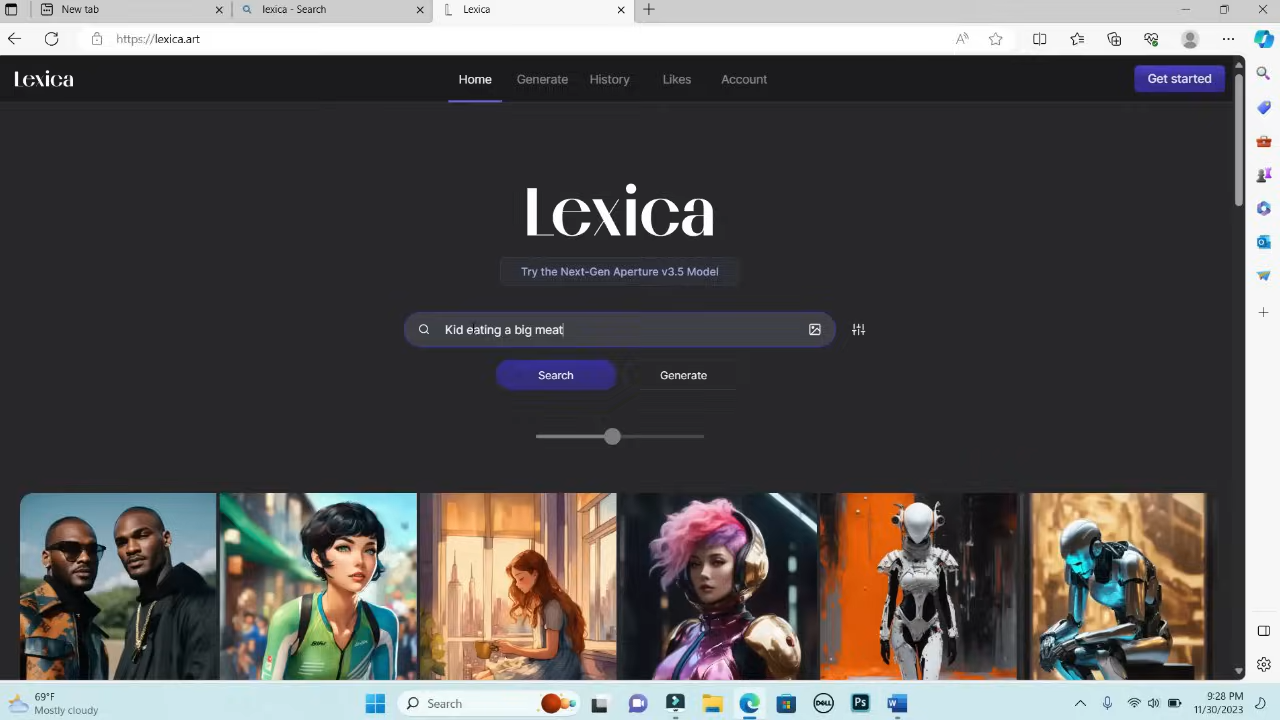 New tab
lexica - Search
Lexica
https://lexica.art
Lexica
Home
Generate
History
Likes
Account
Get started
Lexica
Try the Next-Gen Aperture v3.5 Model
Kid eating a big meat
Search
Generate
69°F
Mostly cloudy
Search
DELL
Ps
W
9:28 PM
11/30/2023